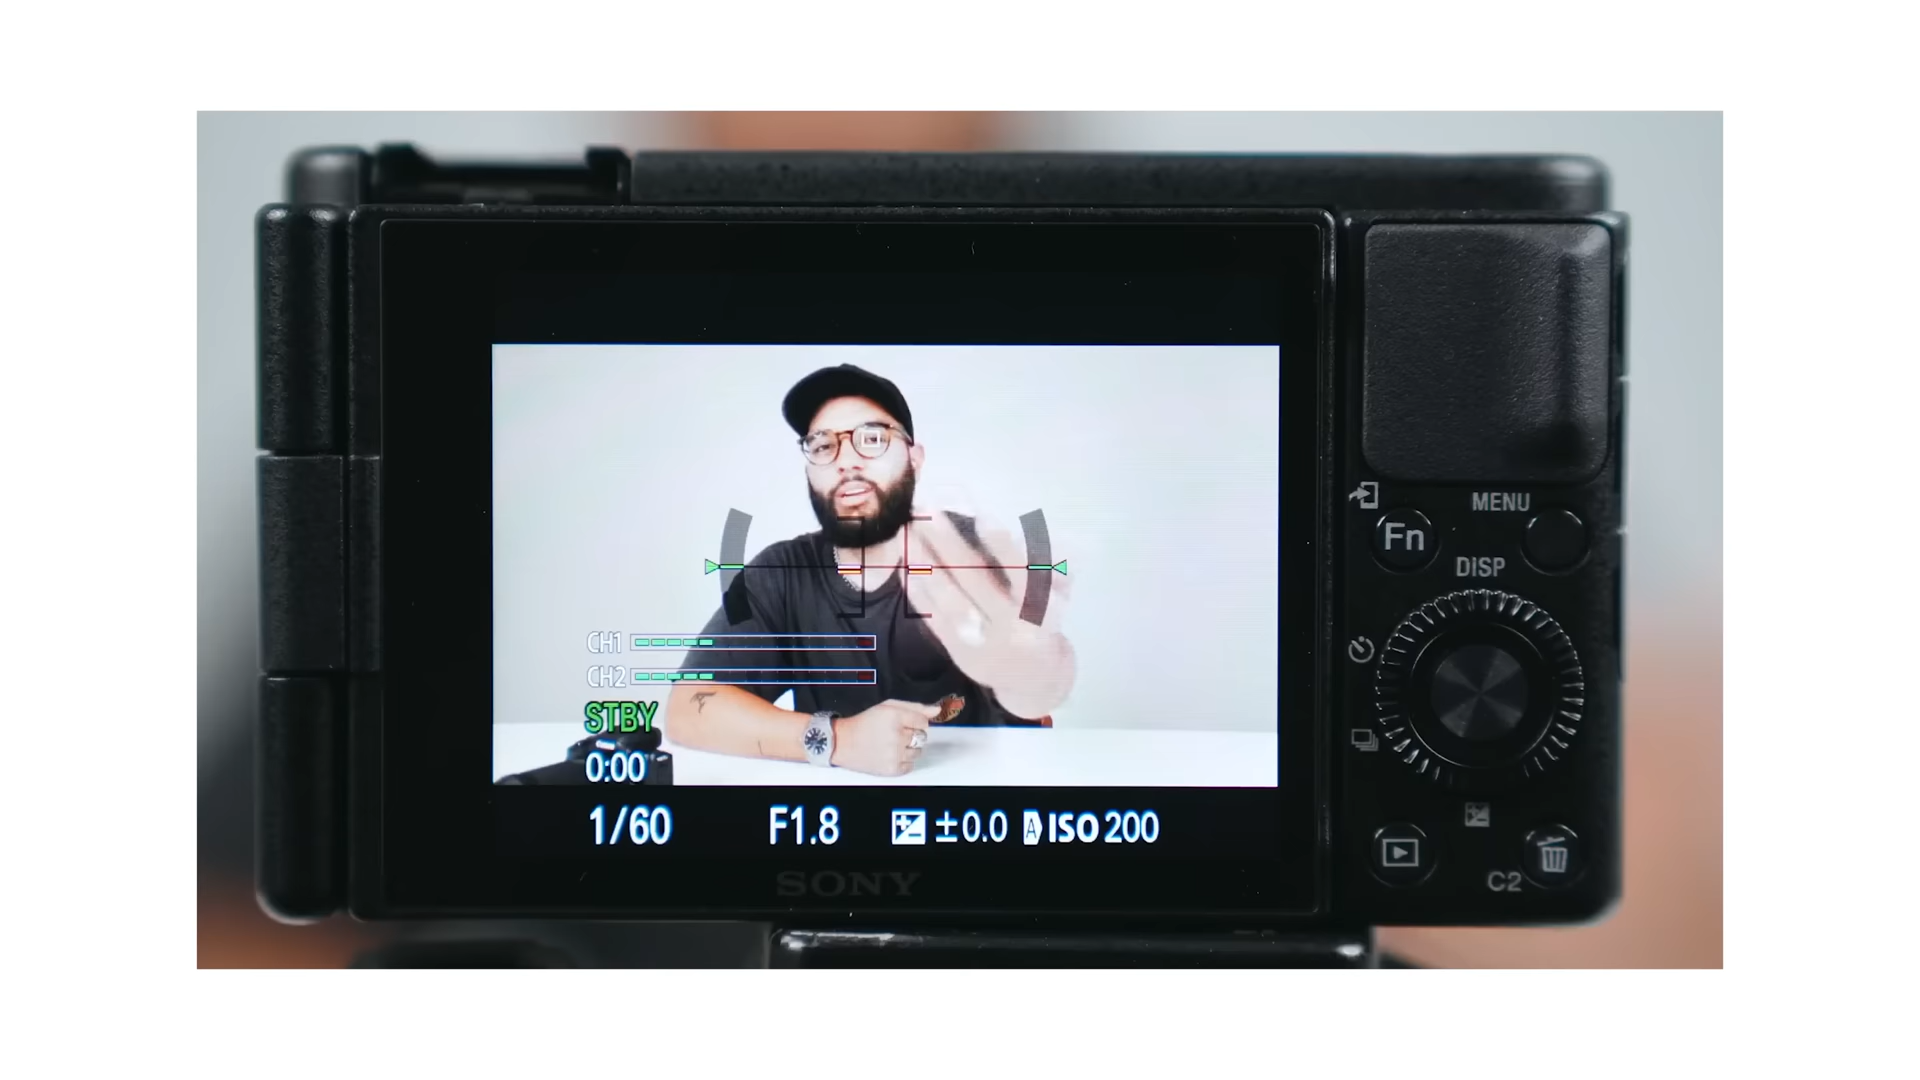 CH1
CH2
STBY
0:00
1/60 F1.8 ±0.0 A ISO 200
SONY
MENU
Fn
DISP
C2